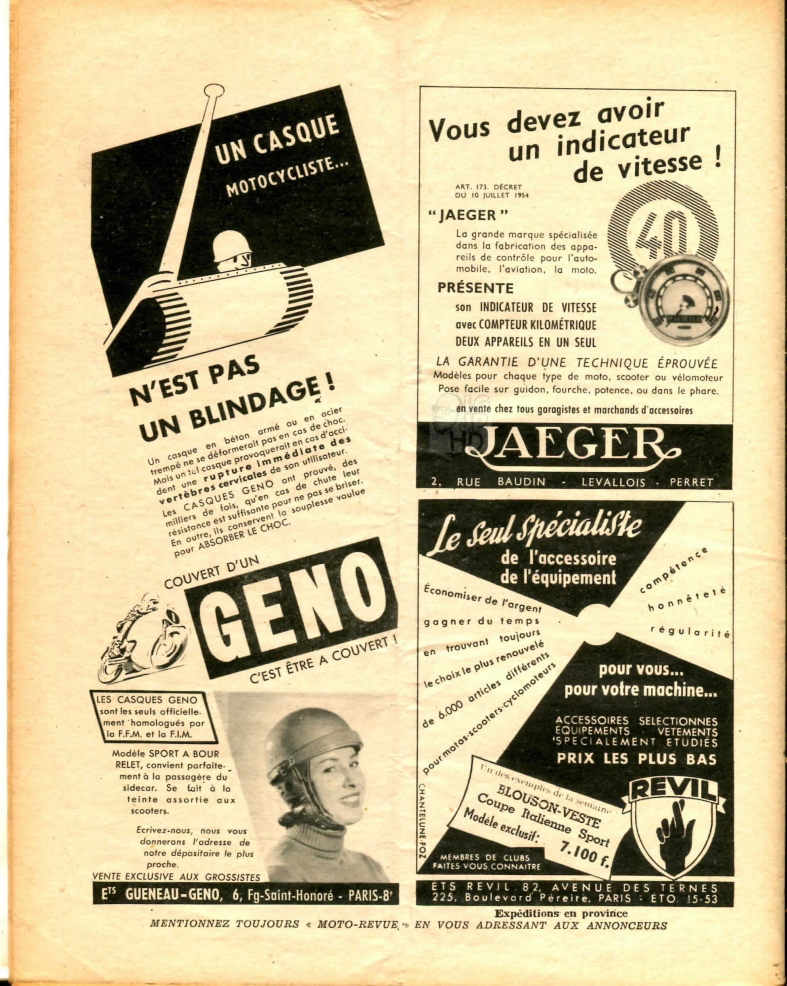 UN CASQUE
MOTOCYCLISTE...
N'EST PAS
UN BLINDAGE !
Un casque en béton armé ou en acier
trempé ne se déformerait pas en cas de choc.
Mais un tel casque provoquerait en cas d'acci-
dent une rupture immédiate des
vertèbres cervicales de son utilisateur.
Les CASQUES GENO ont prouvé, des
milliers de fois, qu'en cas de chute leur
résistance est suffisante pour ne pas se briser.
En outre, ils conservent la souplesse voulue
pour ABSORBER LE CHOC.
COUVERT D'UN
GENO
C'EST ÊTRE A COUVERT !
LES CASQUES GENO
sont les seuls officielle-
ment homologués par
la F.F.M. et la F.I.M.
Modèle SPORT A BOUR
RELET, convient parfaite-
ment à la passagère du
sidecar. Se fait à la
teinte assortie aux
scooters.
Ecrivez-nous, nous vous
donnerons l'adresse de
notre dépositaire le plus
proche.
VENTE EXCLUSIVE AUX GROSSISTES
Ets GUENEAU-GENO, 6, Fg-Saint-Honoré - PARIS-8e
Vous devez avoir
un indicateur
de vitesse !
ART. 173. DÉCRET
DU 10 JUILLET 1954
40
"JAEGER"
La grande marque spécialisée
dans la fabrication des appa-
reils de contrôle pour l'auto-
mobile, l'aviation, la moto.
PRÉSENTE
son INDICATEUR DE VITESSE
avec COMPTEUR KILOMÉTRIQUE
DEUX APPAREILS EN UN SEUL
LA GARANTIE D'UNE TECHNIQUE ÉPROUVÉE
Modèles pour chaque type de moto, scooter ou vélomoteur
Pose facile sur guidon, fourche, potence, ou dans le phare.
en vente chez tous garagistes et marchands d'accessoires
JAEGER
2, RUE BAUDIN - LEVALLOIS - PERRET
Le Seul Spécialiste
de l'accessoire
de l'équipement
compétence
honnêteté
régularité
Économiser de l'argent
gagner du temps
en trouvant toujours
le choix le plus renouvelé
de 6.000 articles différents
pour motos-scooters-cyclomoteurs
pour vous...
pour votre machine...
ACCESSOIRES SELECTIONNES
EQUIPEMENTS - VETEMENTS
SPECIALEMENT ETUDIES
PRIX LES PLUS BAS
Un des exemples de la semaine
BLOUSON-VESTE
Coupe Italienne Sport
Modèle exclusif : 7.100 f.
REVIL
CHANTELUNE-FOZ
MEMBRES DE CLUBS
FAITES VOUS CONNAITRE
ETS REVIL 82, AVENUE DES TERNES
225, Boulevard Péreire, PARIS : ETO 15-53
Expéditions en province
MENTIONNEZ TOUJOURS « MOTO-REVUE » EN VOUS ADRESSANT AUX ANNONCEURS